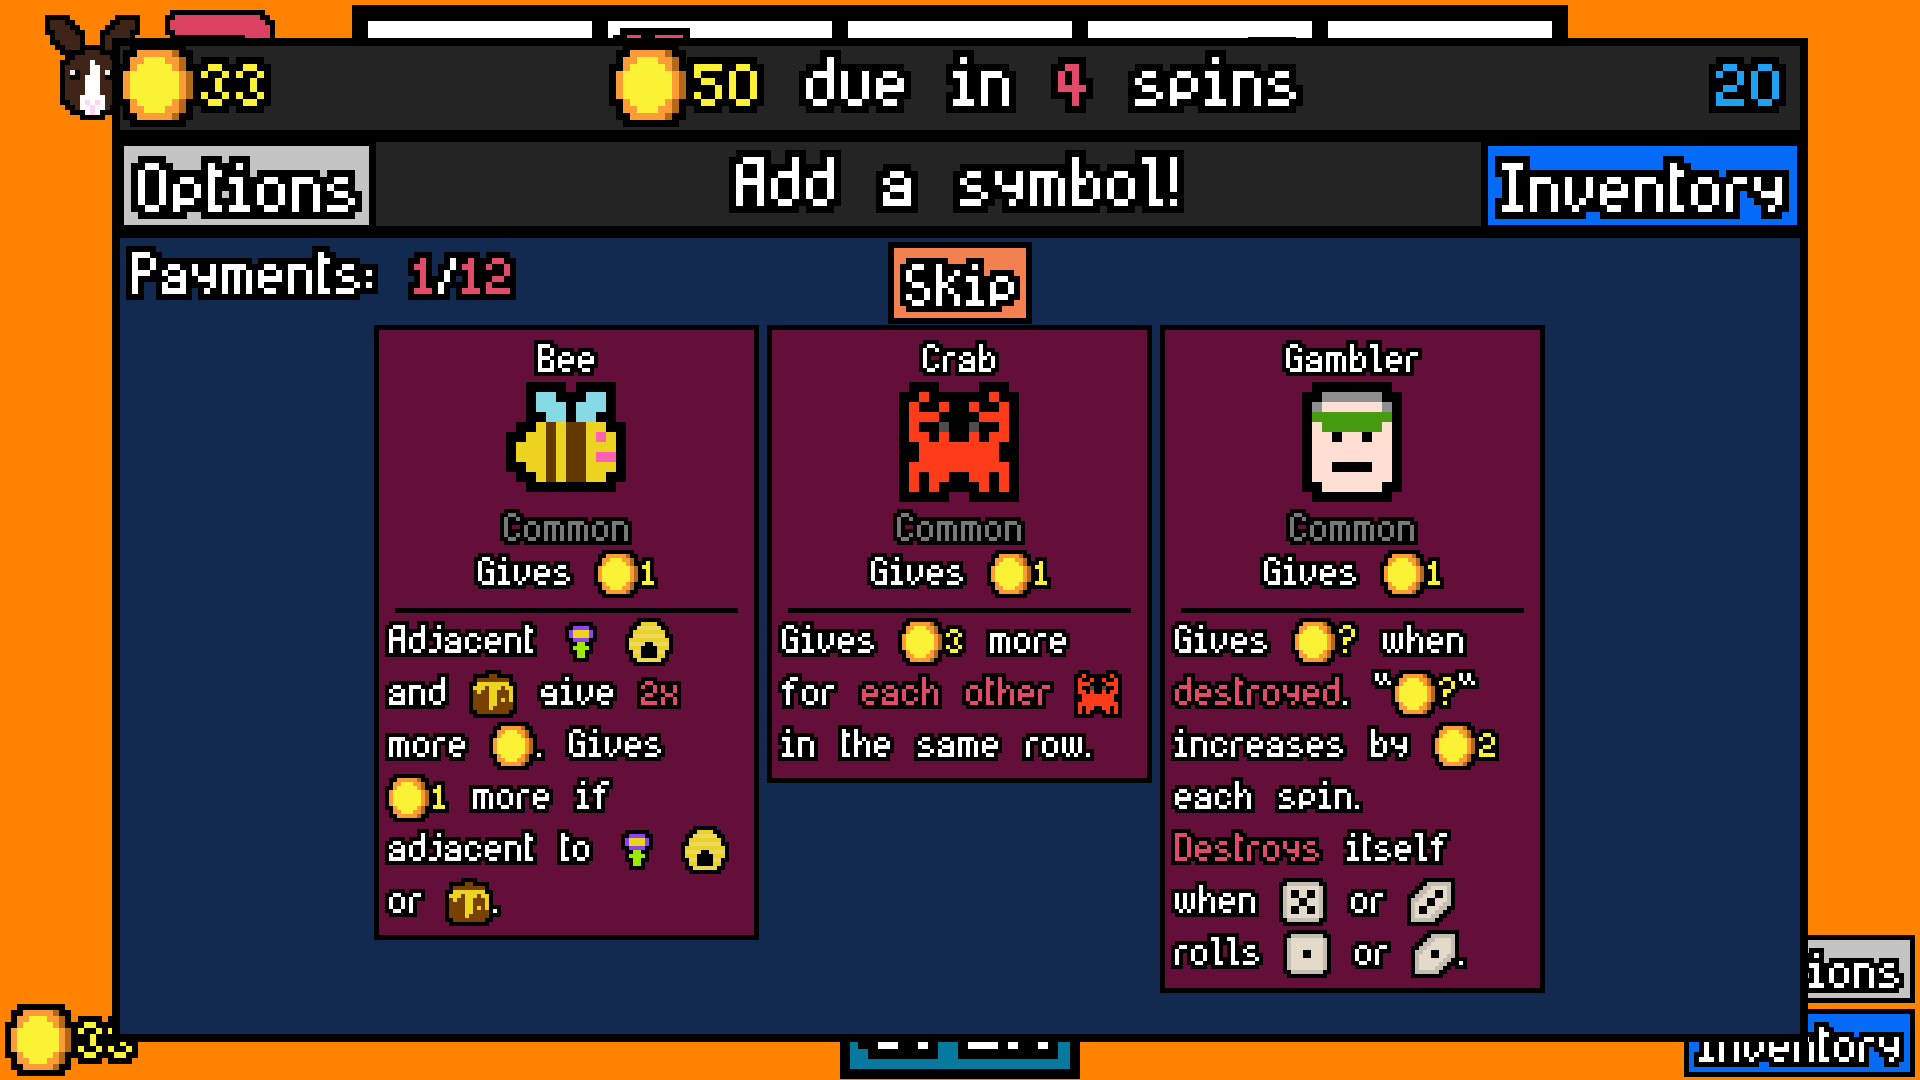 33
50 due in 4 spins
20
Options
Add a symbol!
Inventory
Payments: 1/12
Skip
Bee
Common
Gives 1
Adjacent
and give 2x
more . Gives
1 more if
adjacent to
or .
Crab
Common
Gives 1
Gives 3 more
for each other
in the same row.
Gambler
Common
Gives 1
Gives ? when
destroyed. "?"
increases by 2
each spin.
Destroys itself
when or
rolls or .
ions
Inventory